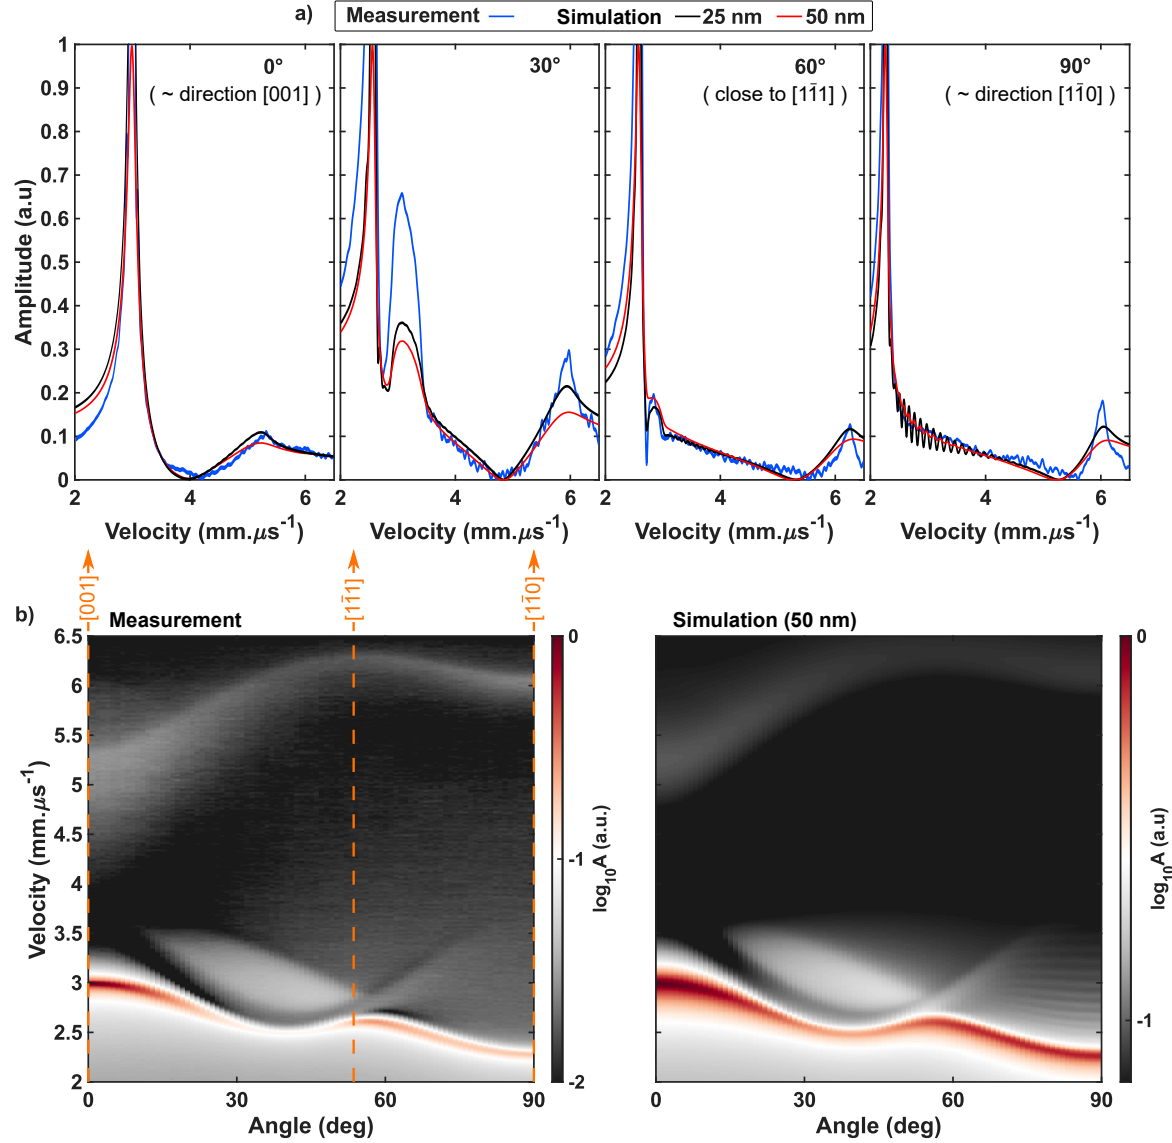 a)
Measurement Simulation 25 nm 50 nm
0° 30° 60° 90°
( ~ direction [001] ) ( close to [11̄1] ) ( ~ direction [11̄0] )
Amplitude (a.u)
1
0.9
0.8
0.7
0.6
0.5
0.4
0.3
0.2
0.1
0
2 4 6 2 4 6 2 4 6 2 4 6
Velocity (mm.μs⁻¹) Velocity (mm.μs⁻¹) Velocity (mm.μs⁻¹) Velocity (mm.μs⁻¹)
[001] [11̄1] [11̄0]
b) Measurement Simulation (50 nm)
Velocity (mm.μs⁻¹)
6.5
6
5.5
5
4.5
4
3.5
3
2.5
2
0 30 60 90
Angle (deg)
0
-1
-2
log₁₀A (a.u.)
0 30 60 90
Angle (deg)
0
-1
log₁₀A (a.u)